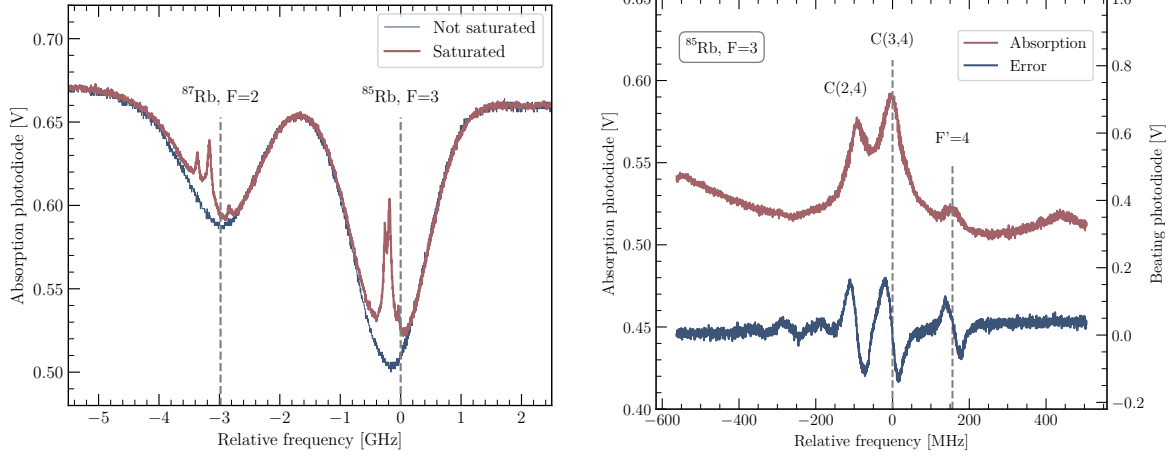 Not saturated
Saturated
⁸⁷Rb, F=2
⁸⁵Rb, F=3
0.70
0.65
0.60
0.55
0.50
Absorption photodiode [V]
−5 −4 −3 −2 −1 0 1 2
Relative frequency [GHz]
⁸⁵Rb, F=3
C(3,4)
C(2,4)
F'=4
Absorption
Error
0.65
0.60
0.55
0.50
0.45
0.40
Absorption photodiode [V]
1.0
0.8
0.6
0.4
0.2
0.0
−0.2
Beating photodiode [V]
−600 −400 −200 0 200 400
Relative frequency [MHz]